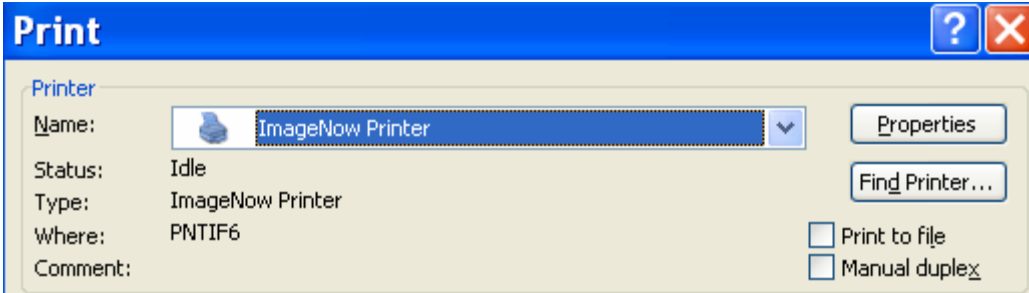 Print
Printer
Name: ImageNow Printer Properties
Status: Idle
Find Printer...
Type: ImageNow Printer
Where: PNTIF6 Print to file
Comment: Manual duplex